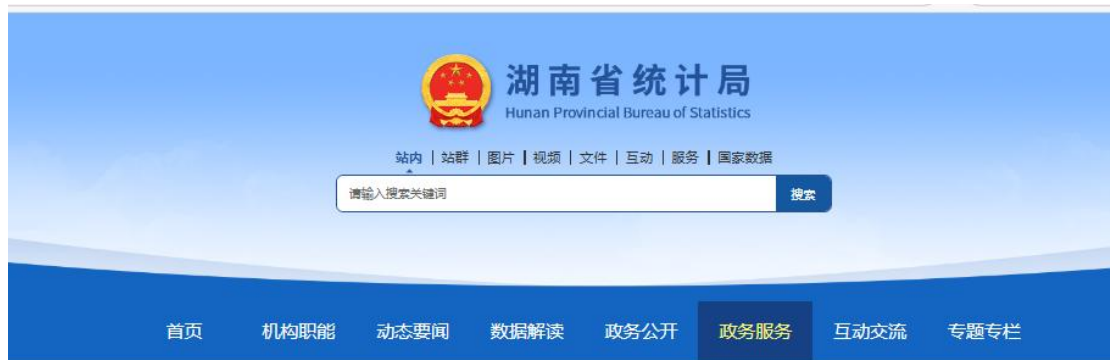 湖南省统计局
Hunan Provincial Bureau of Statistics
站内 | 站群 | 图片 | 视频 | 文件 | 互动 | 服务 | 国家数据
请输入搜索关键词 搜索
首页 机构职能 动态要闻 数据解读 政务公开 政务服务 互动交流 专题专栏